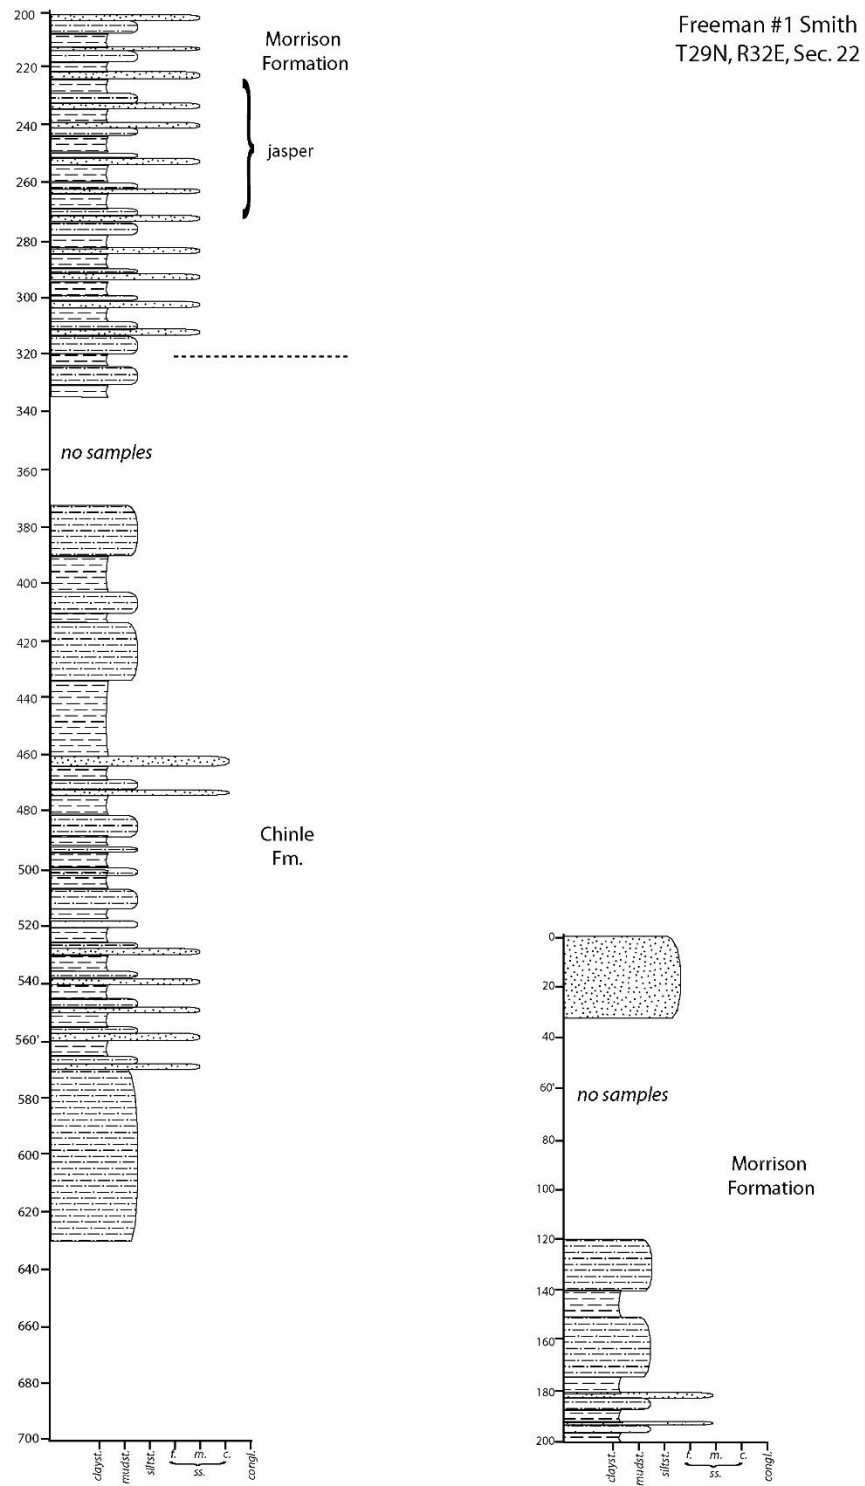 Freeman #1 Smith
T29N, R32E, Sec. 22
200
220
240
260
280
300
320
340
360
380
400
420
440
460
480
500
520
540
560'
580
600
620
640
660
680
700
Morrison
Formation
jasper
no samples
Chinle
Fm.
clayst.
mudst.
siltst.
f.
m.
c.
ss.
congl.
0
20
40
60'
80
100
120
140
160
180
200
no samples
Morrison
Formation
clayst.
mudst.
siltst.
f.
m.
c.
ss.
congl.